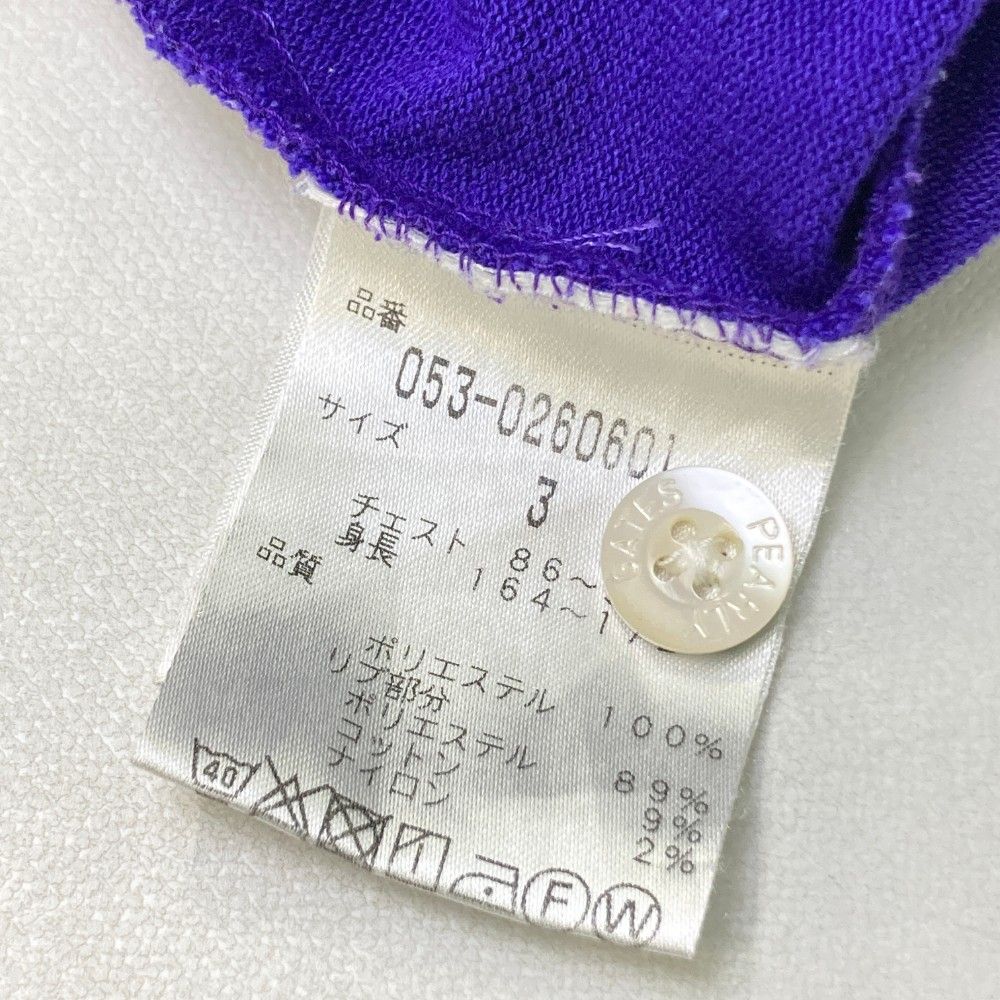 品番
053-0260601
サイズ
3
チェスト 86～
身長 164～17
品質
ポリエステル 100%
リブ部分
ポリエステル 89%
コットン 9%
ナイロン 2%
40
F W
PEARLY GATES